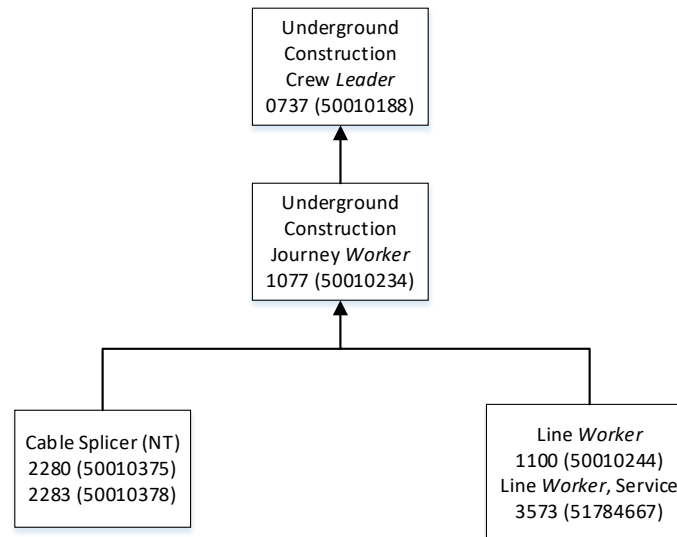 Underground
Construction
Crew Leader
0737 (50010188)
Underground
Construction
Journey Worker
1077 (50010234)
Cable Splicer (NT)
2280 (50010375)
2283 (50010378)
Line Worker
1100 (50010244)
Line Worker, Service
3573 (51784667)